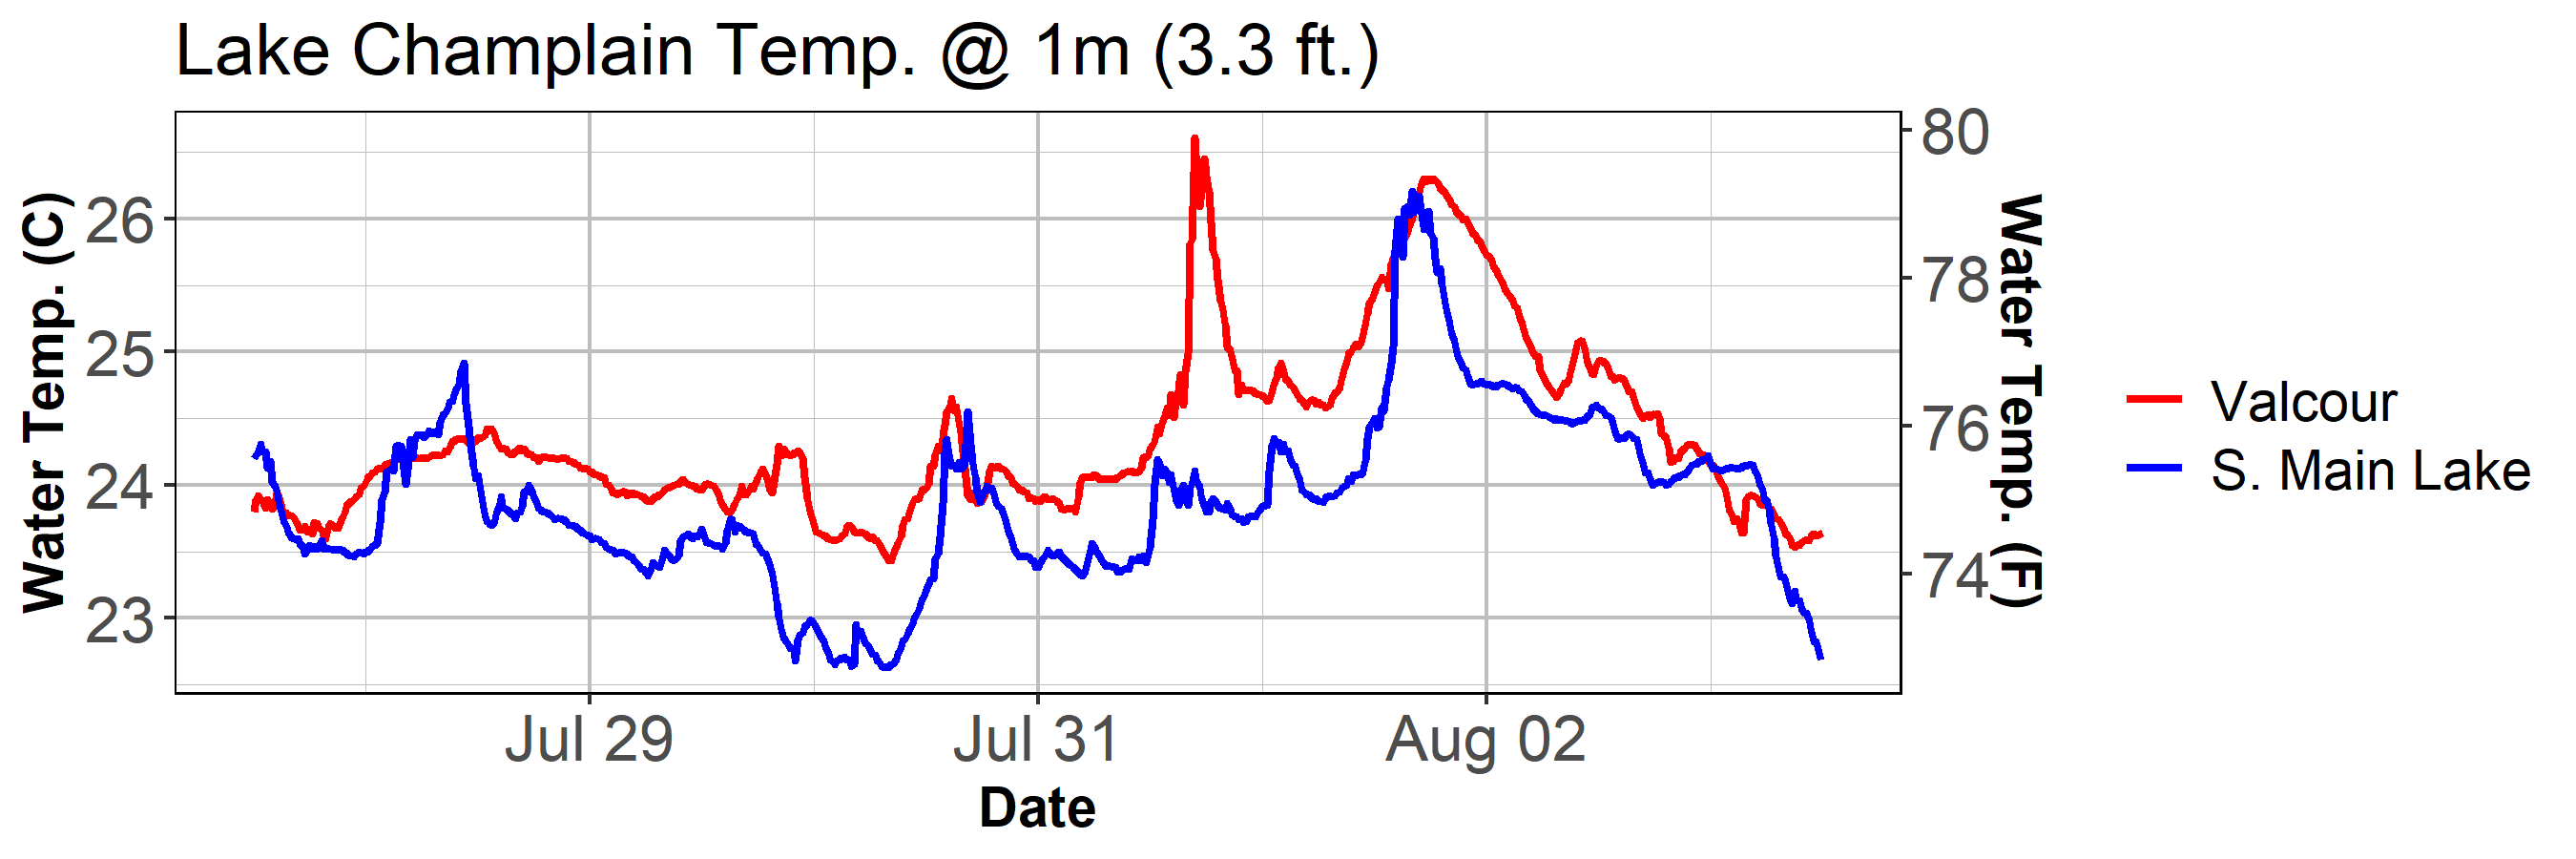 Lake Champlain Temp. @ 1m (3.3 ft.)
Water Temp. (C)
26
25
24
23
80
78
76
74
Water Temp. (F)
Jul 29
Jul 31
Aug 02
Date
Valcour
S. Main Lake